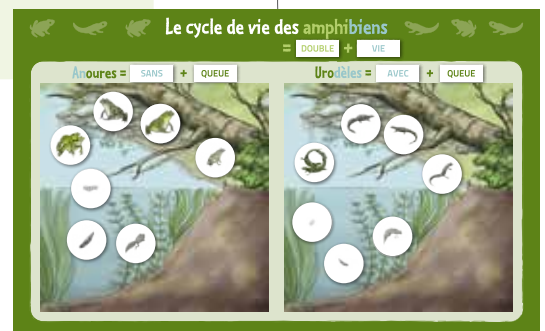 Le cycle de vie des amphibiens
= DOUBLE + VIE
Anoures = SANS + QUEUE
Urodèles = AVEC + QUEUE